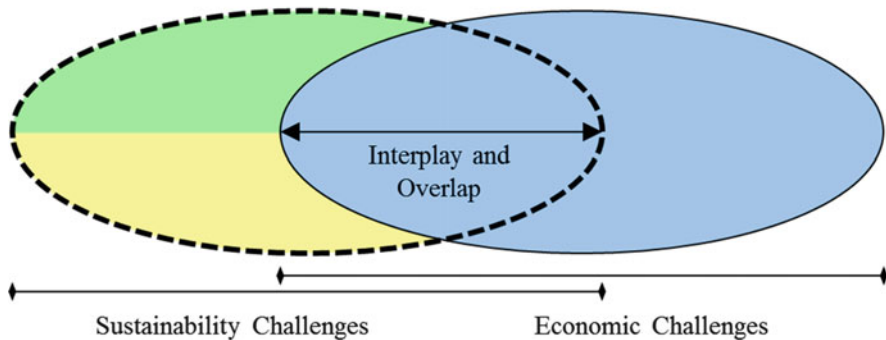 Interplay and
Overlap
Sustainability Challenges
Economic Challenges